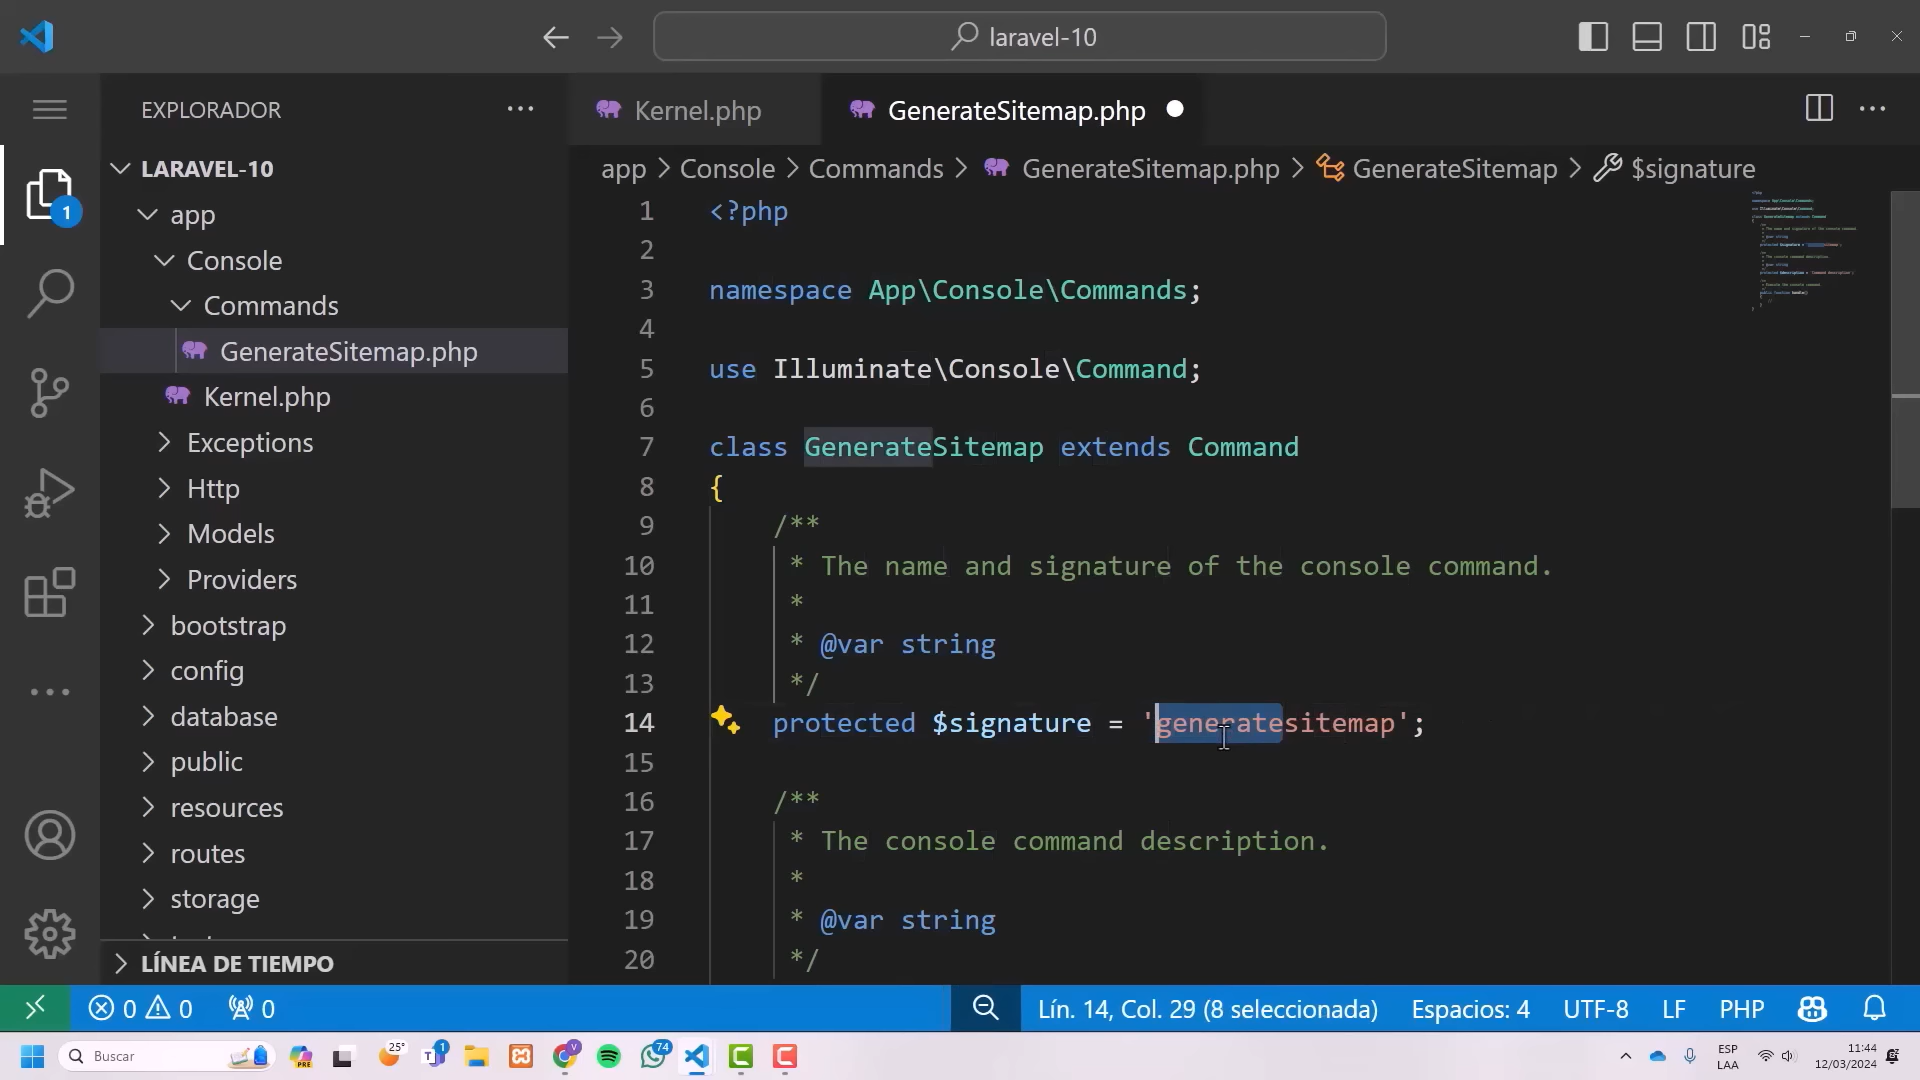 laravel-10
EXPLORADOR
LARAVEL-10
app
Console
Commands
GenerateSitemap.php
Kernel.php
Exceptions
Http
Models
Providers
bootstrap
config
database
public
resources
routes
storage
LÍNEA DE TIEMPO
1
Kernel.php
GenerateSitemap.php
app > Console > Commands > GenerateSitemap.php > GenerateSitemap > $signature
1 <?php
2
3 namespace App\Console\Commands;
4
5 use Illuminate\Console\Command;
6
7 class GenerateSitemap extends Command
8 {
9 /**
10 * The name and signature of the console command.
11 *
12 * @var string
13 */
14 protected $signature = 'generatesitemap';
15
16 /**
17 * The console command description.
18 *
19 * @var string
20 */
0 0 0
Lín. 14, Col. 29 (8 seleccionada) Espacios: 4 UTF-8 LF PHP
Buscar
PRE
25°
1
V
74
ESP
LAA
11:44
12/03/2024